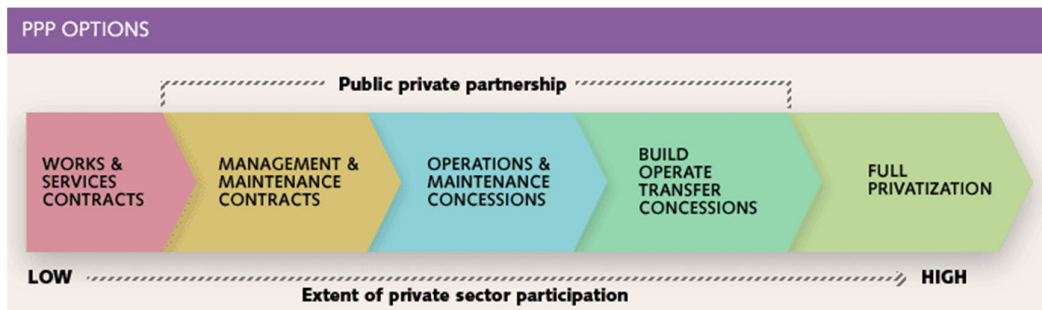 PPP OPTIONS
Public private partnership
WORKS &
SERVICES
CONTRACTS
MANAGEMENT &
MAINTENANCE
CONTRACTS
OPERATIONS &
MAINTENANCE
CONCESSIONS
BUILD
OPERATE
TRANSFER
CONCESSIONS
FULL
PRIVATIZATION
LOW
HIGH
Extent of private sector participation